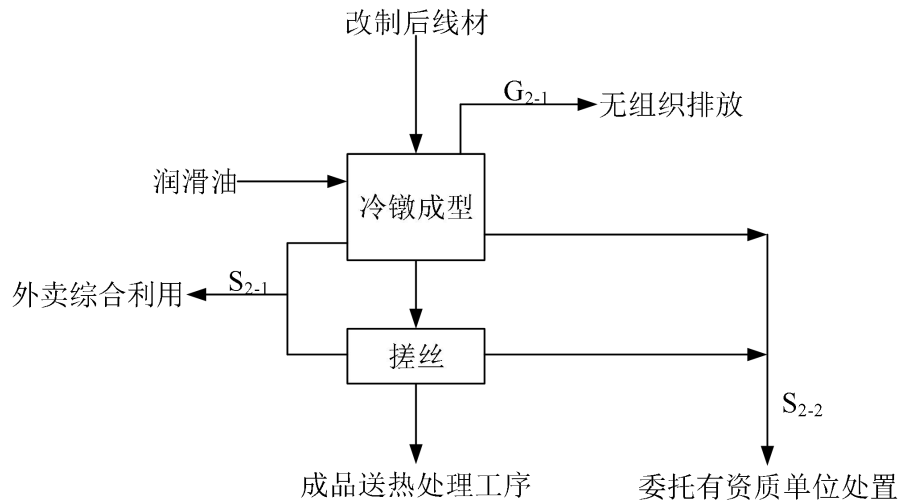 改制后线材
G2-1
无组织排放
润滑油
冷镦成型
S2-1
外卖综合利用
搓丝
S2-2
成品送热处理工序
委托有资质单位处置